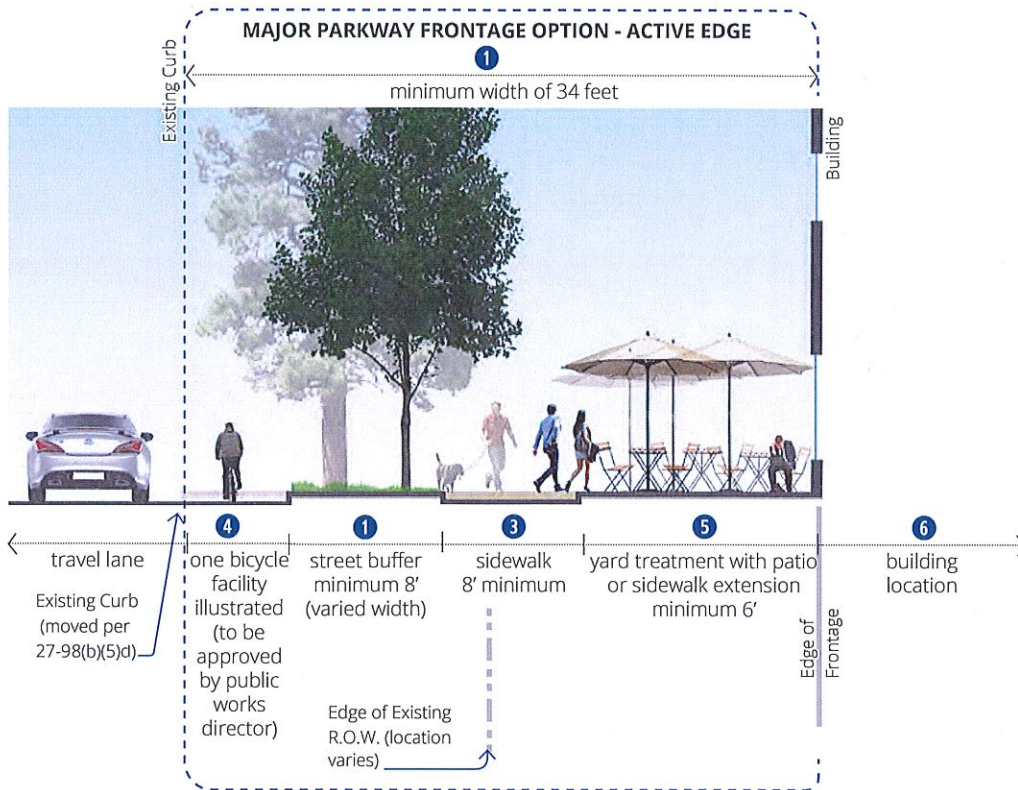 MAJOR PARKWAY FRONTAGE OPTION - ACTIVE EDGE
1
minimum width of 34 feet
Existing Curb
Building
4
1
3
5
6
travel lane
one bicycle
facility
illustrated
(to be
approved
by public
works
director)
street buffer
minimum 8'
(varied width)
sidewalk
8' minimum
yard treatment with patio
or sidewalk extension
minimum 6'
building
location
Existing Curb
(moved per
27-98(b)(5)d)
Edge of Existing
R.O.W. (location
varies)
Edge of
Frontage